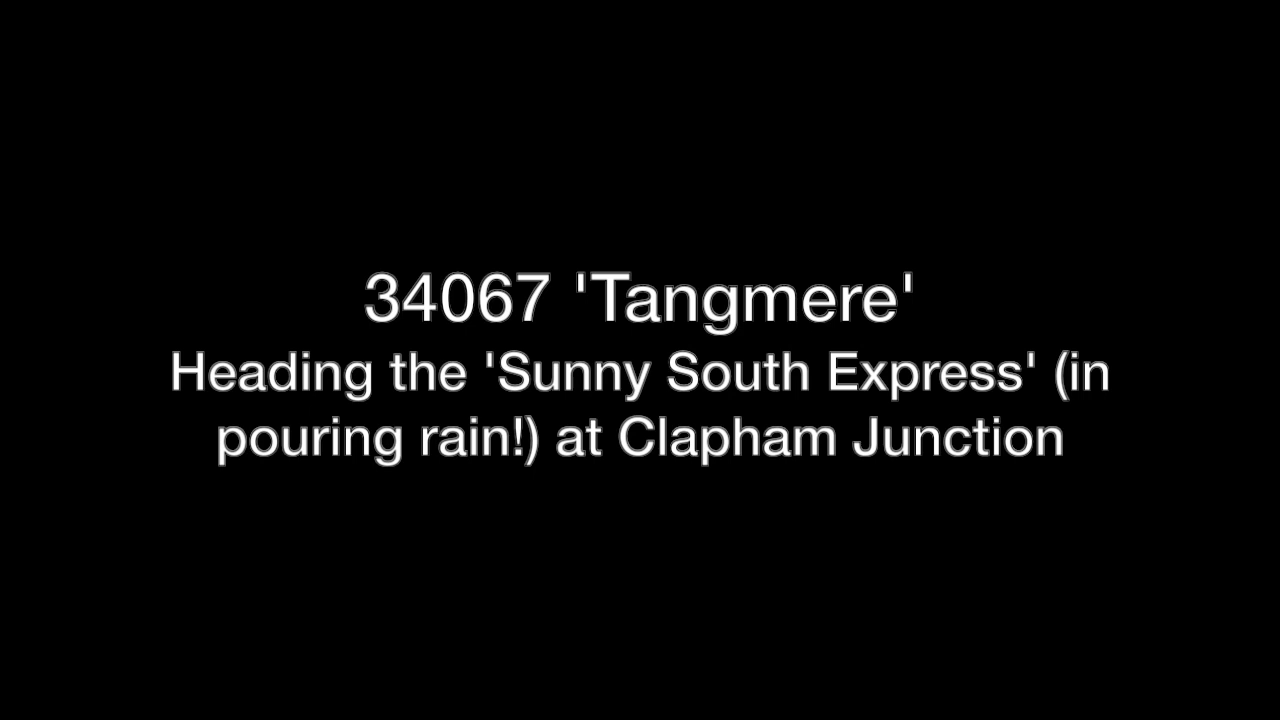 34067 'Tangmere'
Heading the 'Sunny South Express' (in
pouring rain!) at Clapham Junction